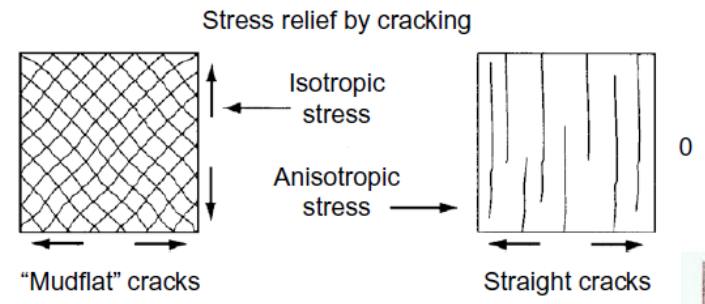 Stress relief by cracking
Isotropic
stress
Anisotropic
stress
0
“Mudflat” cracks
Straight cracks